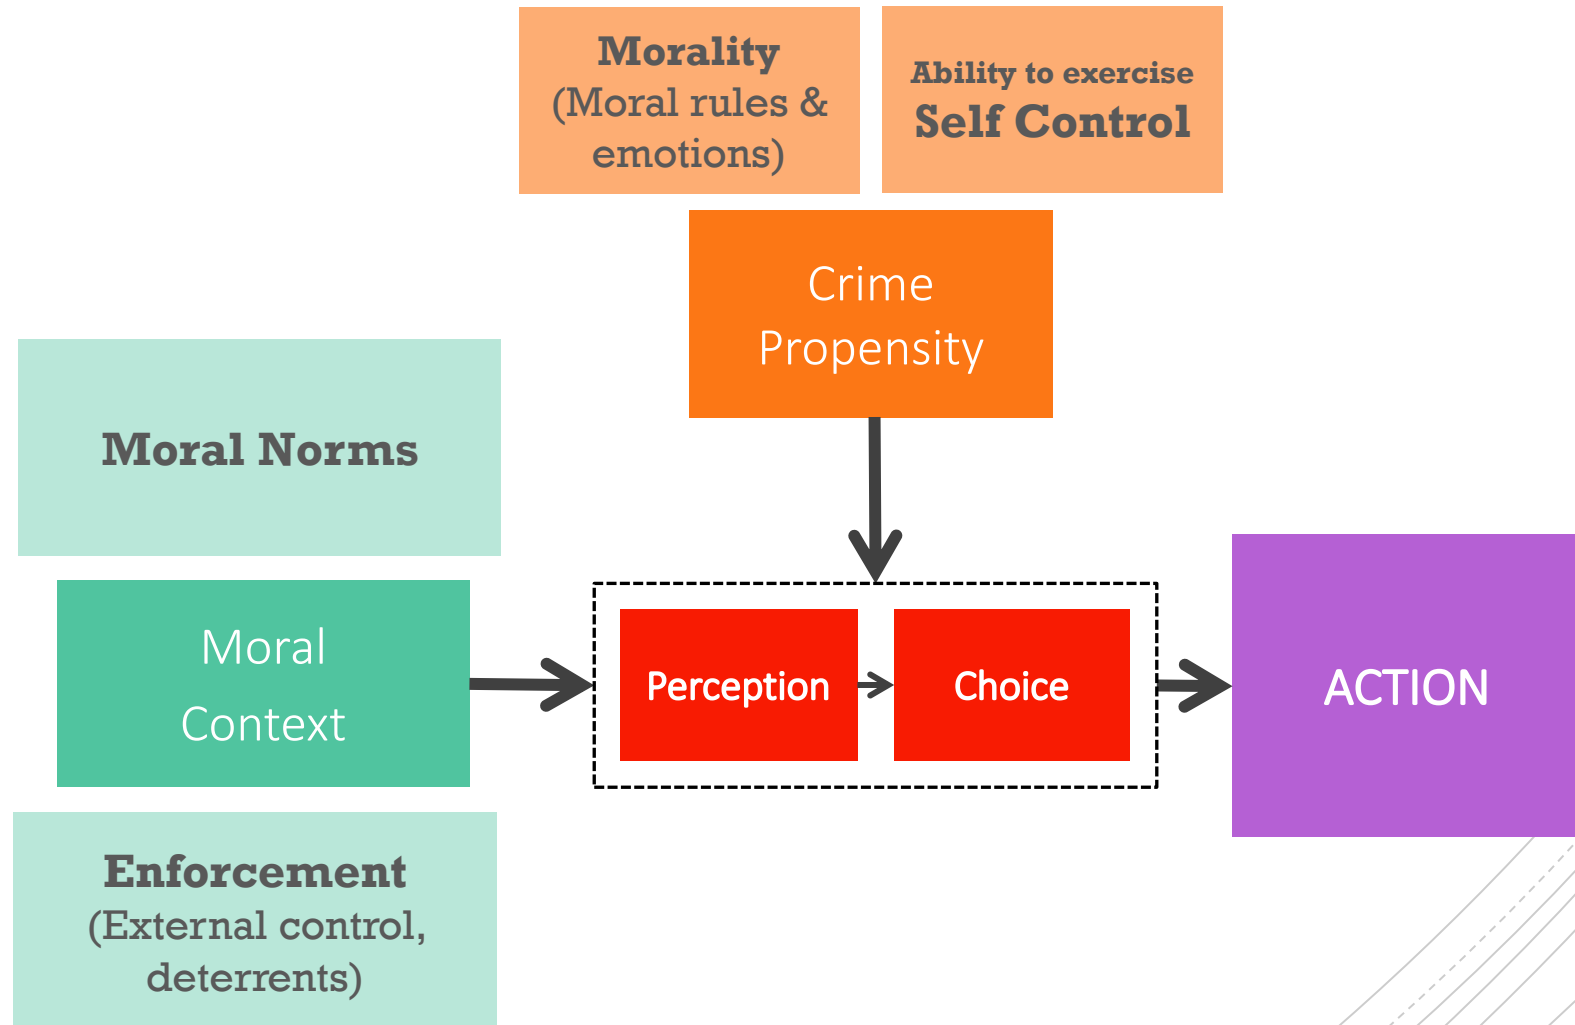 Morality
(Moral rules &
emotions)
Ability to exercise
Self Control
Crime
Propensity
Moral Norms
Moral
Context
Perception
Choice
ACTION
Enforcement
(External control,
deterrents)